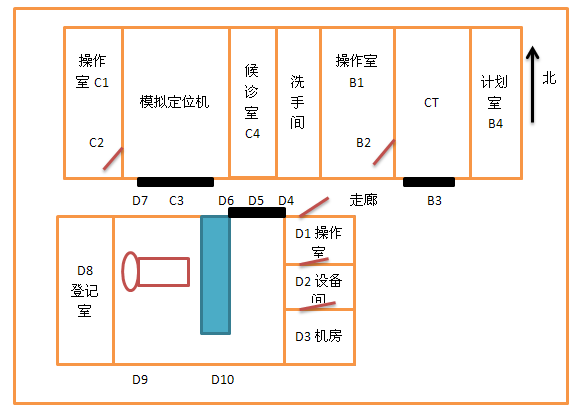 操作
室 C1
C2
模拟定位机
候
诊
室
C4
洗
手
间
操作室
B1
B2
CT
计划
室
B4
北
D7 C3 D6 D5 D4 走廊 B3
D8
登记
室
D1 操作
室
D2 设备
间
D3 机房
D9 D10